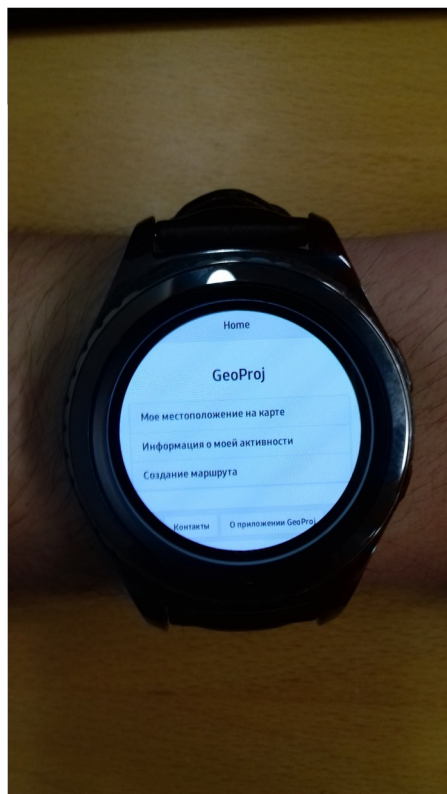 Home
GeoProj
Мое местоположение на карте
Информация о моей активности
Создание маршрута
Контакты
О приложении GeoProj